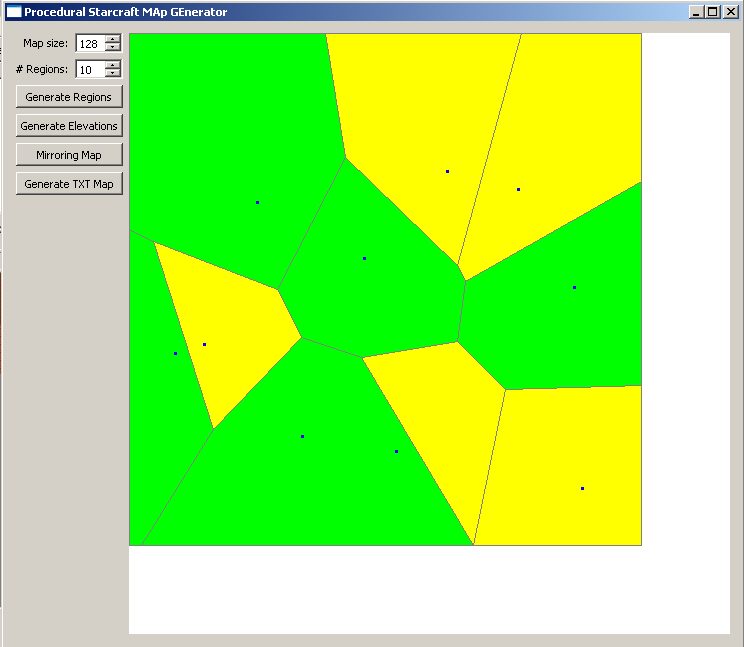 Procedural Starcraft MAp GEnerator
Map size: 128
# Regions: 10
Generate Regions
Generate Elevations
Mirroring Map
Generate TXT Map